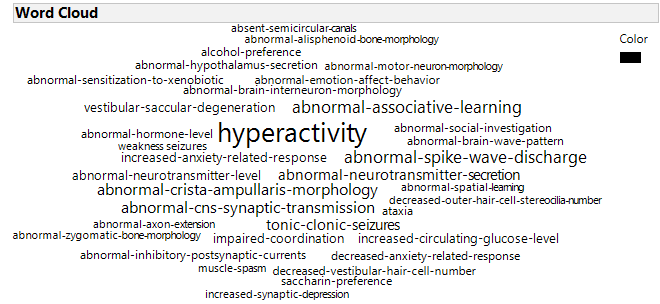 Word Cloud
absent-semicircular-canals
Color
abnormal-alisphenoid-bone-morphology
alcohol-preference
abnormal-hypothalamus-secretion abnormal-motor-neuron-morphology
abnormal-sensitization-to-xenobiotic abnormal-emotion-affect-behavior
abnormal-brain-interneuron-morphology
vestibular-saccular-degeneration abnormal-associative-learning
abnormal-hormone-level hyperactivity abnormal-social-investigation
abnormal-brain-wave-pattern
weakness seizures
increased-anxiety-related-response abnormal-spike-wave-discharge
abnormal-neurotransmitter-level abnormal-neurotransmitter-secretion
abnormal-crista-ampullaris-morphology abnormal-spatial-learning
decreased-outer-hair-cell-stereocilia-number
abnormal-cns-synaptic-transmission ataxia
abnormal-axon-extension tonic-clonic-seizures
abnormal-zygomatic-bone-morphology impaired-coordination increased-circulating-glucose-level
abnormal-inhibitory-postsynaptic-currents decreased-anxiety-related-response
muscle-spasm decreased-vestibular-hair-cell-number
saccharin-preference
increased-synaptic-depression